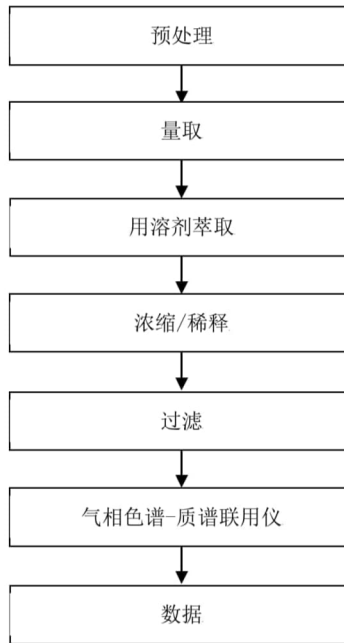 预处理
量取
用溶剂萃取
浓缩/稀释
过滤
气相色谱-质谱联用仪
数据